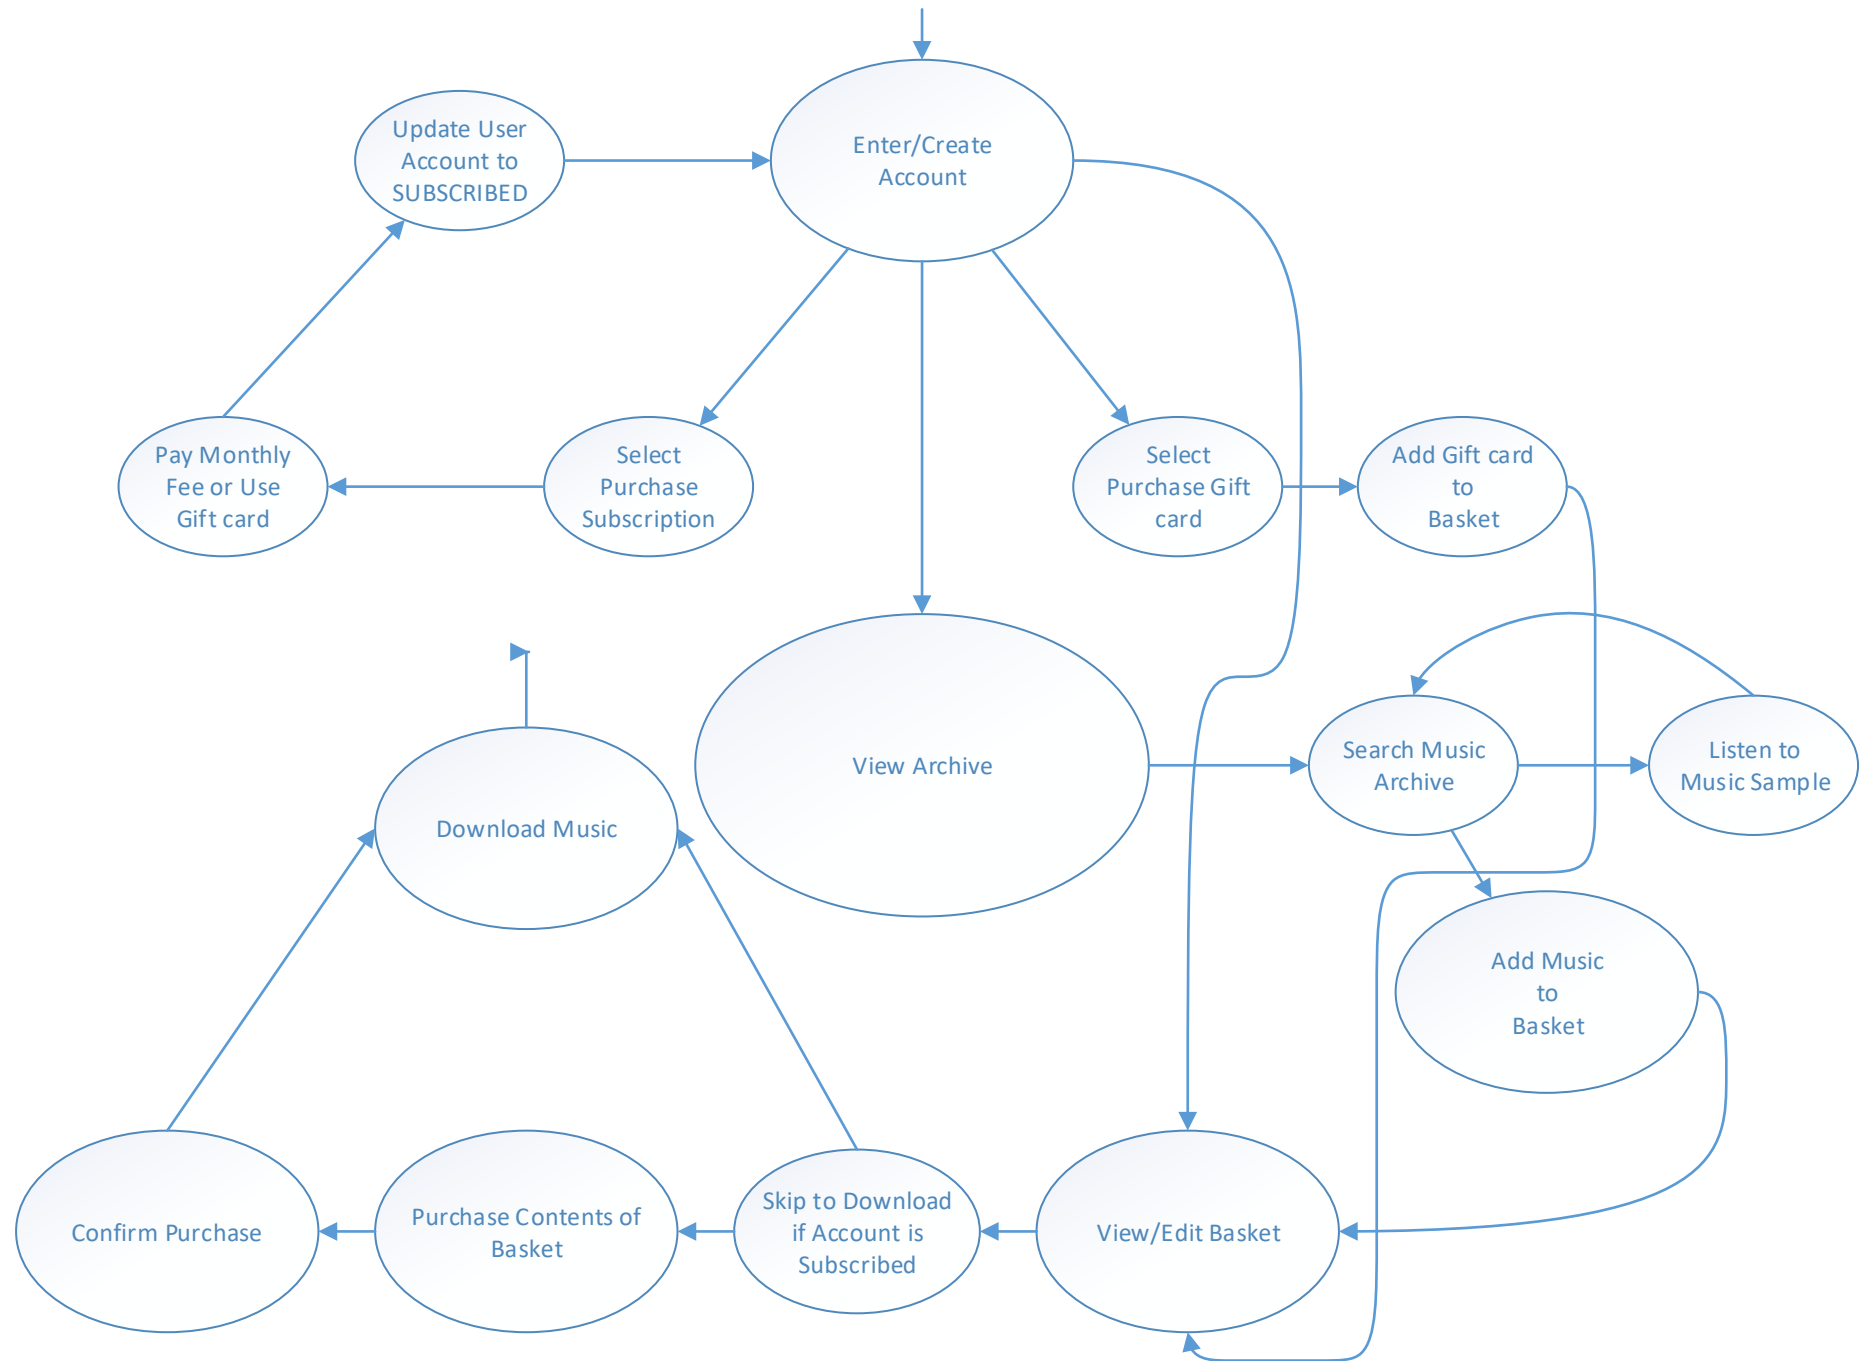 Update User
Account to
SUBSCRIBED
Enter/Create
Account
Pay Monthly
Fee or Use
Gift card
Select
Purchase
Subscription
Select
Purchase Gift
card
Add Gift card
to
Basket
View Archive
Search Music
Archive
Listen to
Music Sample
Download Music
Add Music
to
Basket
Confirm Purchase
Purchase Contents of
Basket
Skip to Download
if Account is
Subscribed
View/Edit Basket